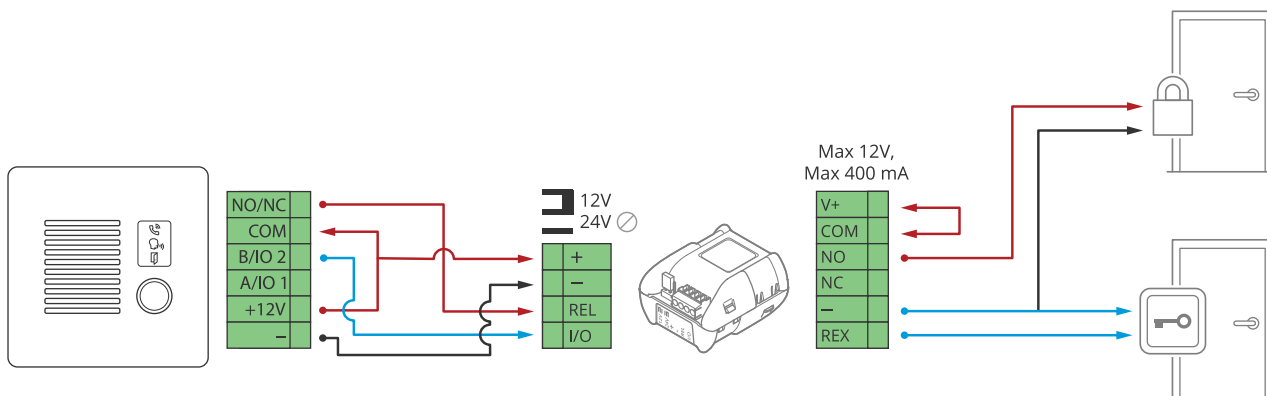 NO/NC
COM
B/IO 2
A/IO 1
+12V
–
12V
24V
+
–
REL
I/O
Max 12V,
Max 400 mA
V+
COM
NO
NC
–
REX